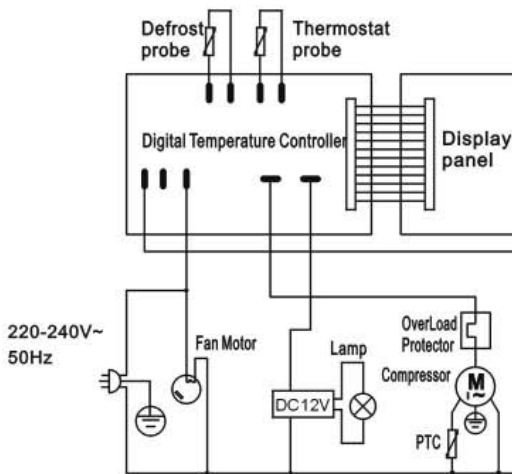 Defrost
probe
Thermostat
probe
Digital Temperature Controller
Display
panel
220-240V~
50Hz
Fan Motor
Lamp
DC12V
OverLoad
Protector
Compressor
M
1~
PTC